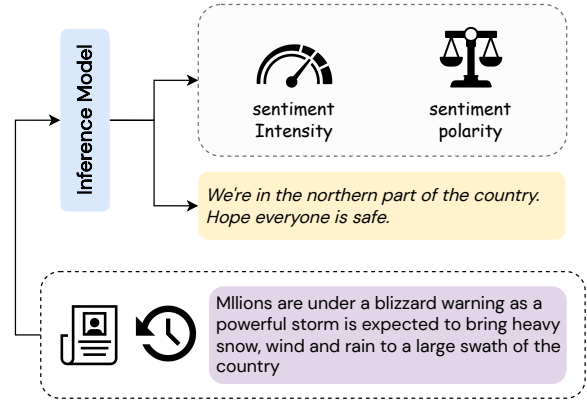 Inference Model
sentiment
Intensity
sentiment
polarity
We're in the northern part of the country.
Hope everyone is safe.
MIlions are under a blizzard warning as a
powerful storm is expected to bring heavy
snow, wind and rain to a large swath of the
country